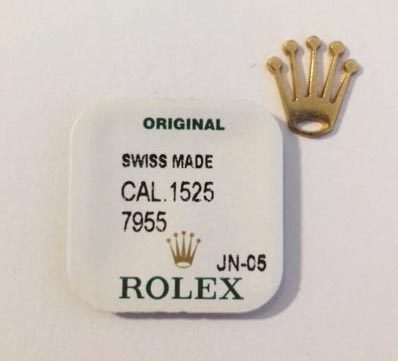 ORIGINAL
SWISS MADE
CAL.1525
7955
JN-05
ROLEX